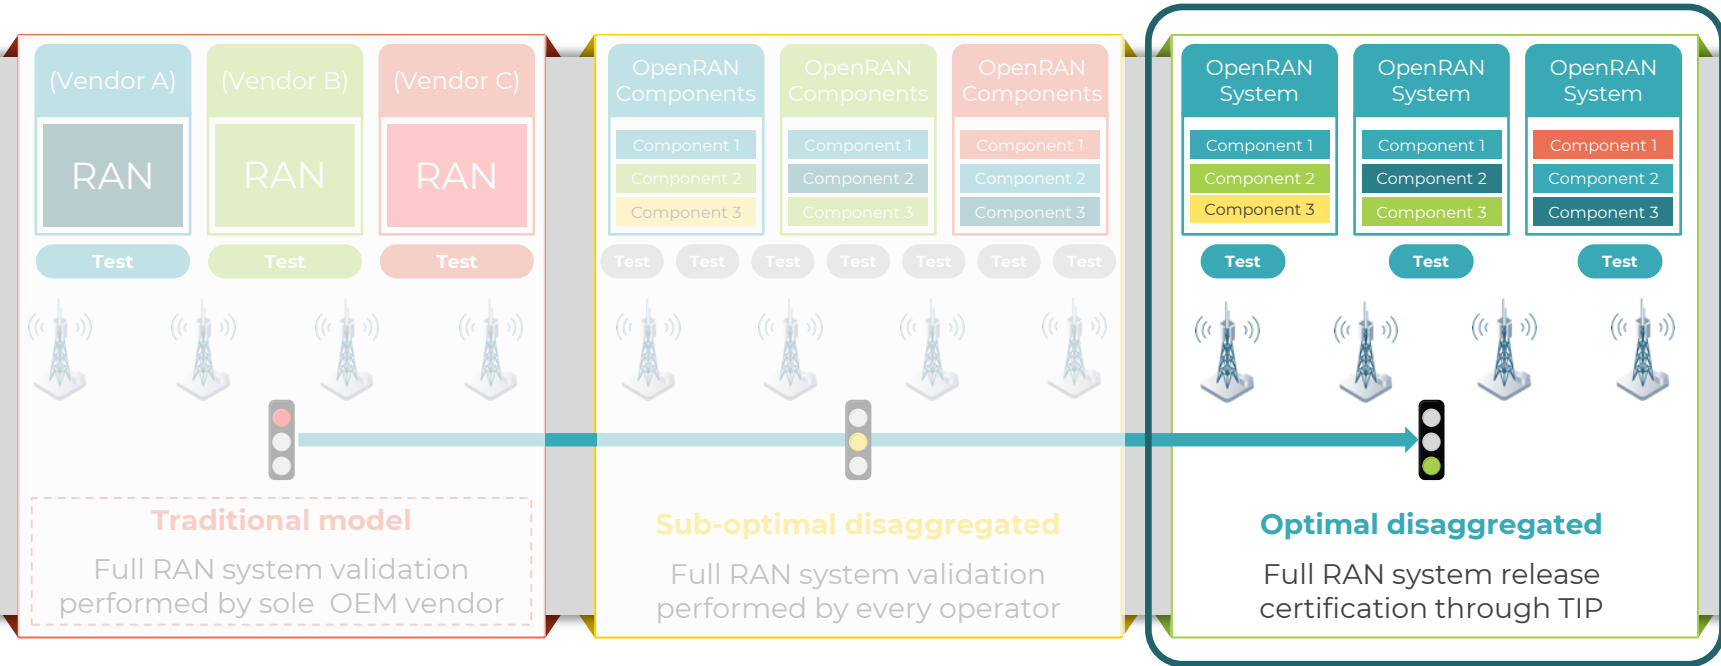 (Vendor A)
RAN
Test
(Vendor B)
RAN
Test
(Vendor C)
RAN
Test
Traditional model
Full RAN system validation
performed by sole OEM vendor
OpenRAN
Components
Component 1
Component 2
Component 3
OpenRAN
Components
Component 1
Component 2
Component 3
OpenRAN
Components
Component 1
Component 2
Component 3
Test
Test
Test
Test
Test
Test
Test
Sub-optimal disaggregated
Full RAN system validation
performed by every operator
OpenRAN
System
Component 1
Component 2
Component 3
Test
OpenRAN
System
Component 1
Component 2
Component 3
Test
OpenRAN
System
Component 1
Component 2
Component 3
Test
Optimal disaggregated
Full RAN system release
certification through TIP